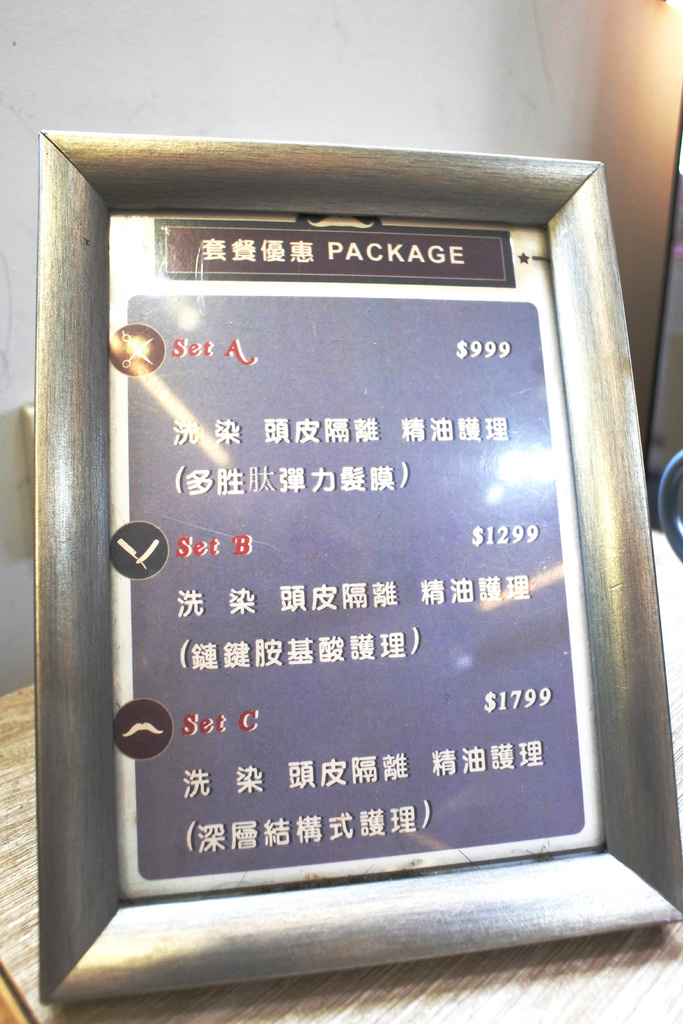 套餐優惠 PACKAGE
Set A $999
洗 染 頭皮隔離 精油護理
(多胜肽彈力髮膜)
Set B $1299
洗 染 頭皮隔離 精油護理
(鏈鍵胺基酸護理)
Set C $1799
洗 染 頭皮隔離 精油護理
(深層結構式護理)